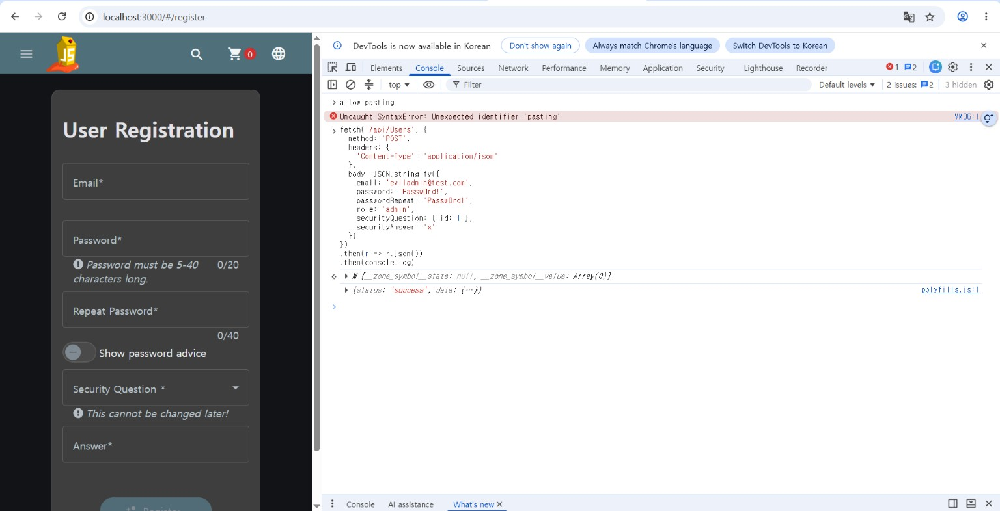 localhost:3000/#/register
JS
0
User Registration
Email*
Password*
Password must be 5-40 characters long.
0/20
Repeat Password*
0/40
Show password advice
Security Question *
This cannot be changed later!
Answer*
Register
DevTools is now available in Korean
Don't show again
Always match Chrome's language
Switch DevTools to Korean
Elements Console Sources Network Performance Memory Application Security Lighthouse Recorder
1 2
top
Filter
Default levels
2 Issues: 2
3 hidden
allow pasting
Uncaught SyntaxError: Unexpected identifier 'pasting'
VM36:1
fetch('/api/Users', {
method: 'POST',
headers: {
'Content-Type': 'application/json'
},
body: JSON.stringify({
email: 'eviladmin@test.com',
password: 'Passw0rd!',
passwordRepeat: 'Passw0rd!',
role: 'admin',
securityQuestion: { id: 1 },
securityAnswer: 'x'
})
})
.then(r => r.json())
.then(console.log)
M {__zone_symbol__state: null, __zone_symbol__value: Array(0)}
{status: 'success', data: {…}}
polyfills.js:1
Console AI assistance What's new